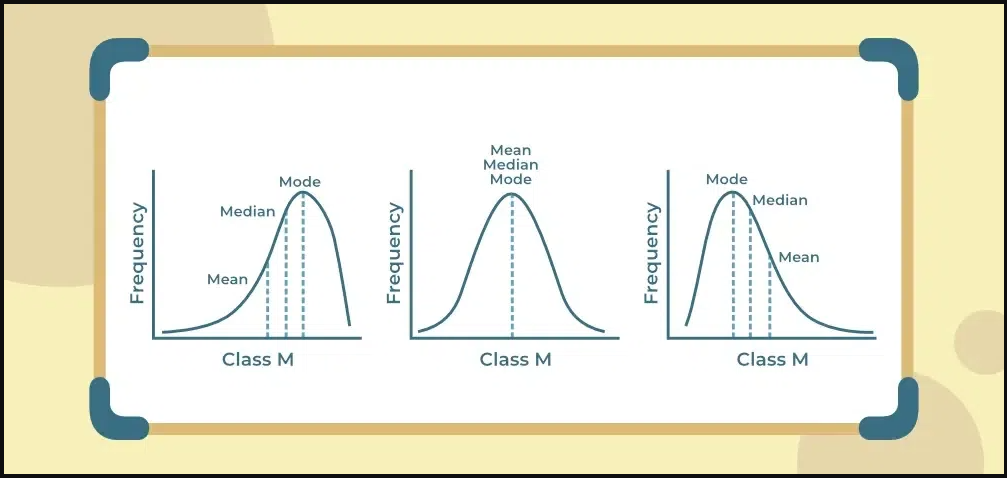 Mode
Median
Mean
Frequency
Class M
Mean
Median
Mode
Frequency
Class M
Mode
Median
Mean
Frequency
Class M